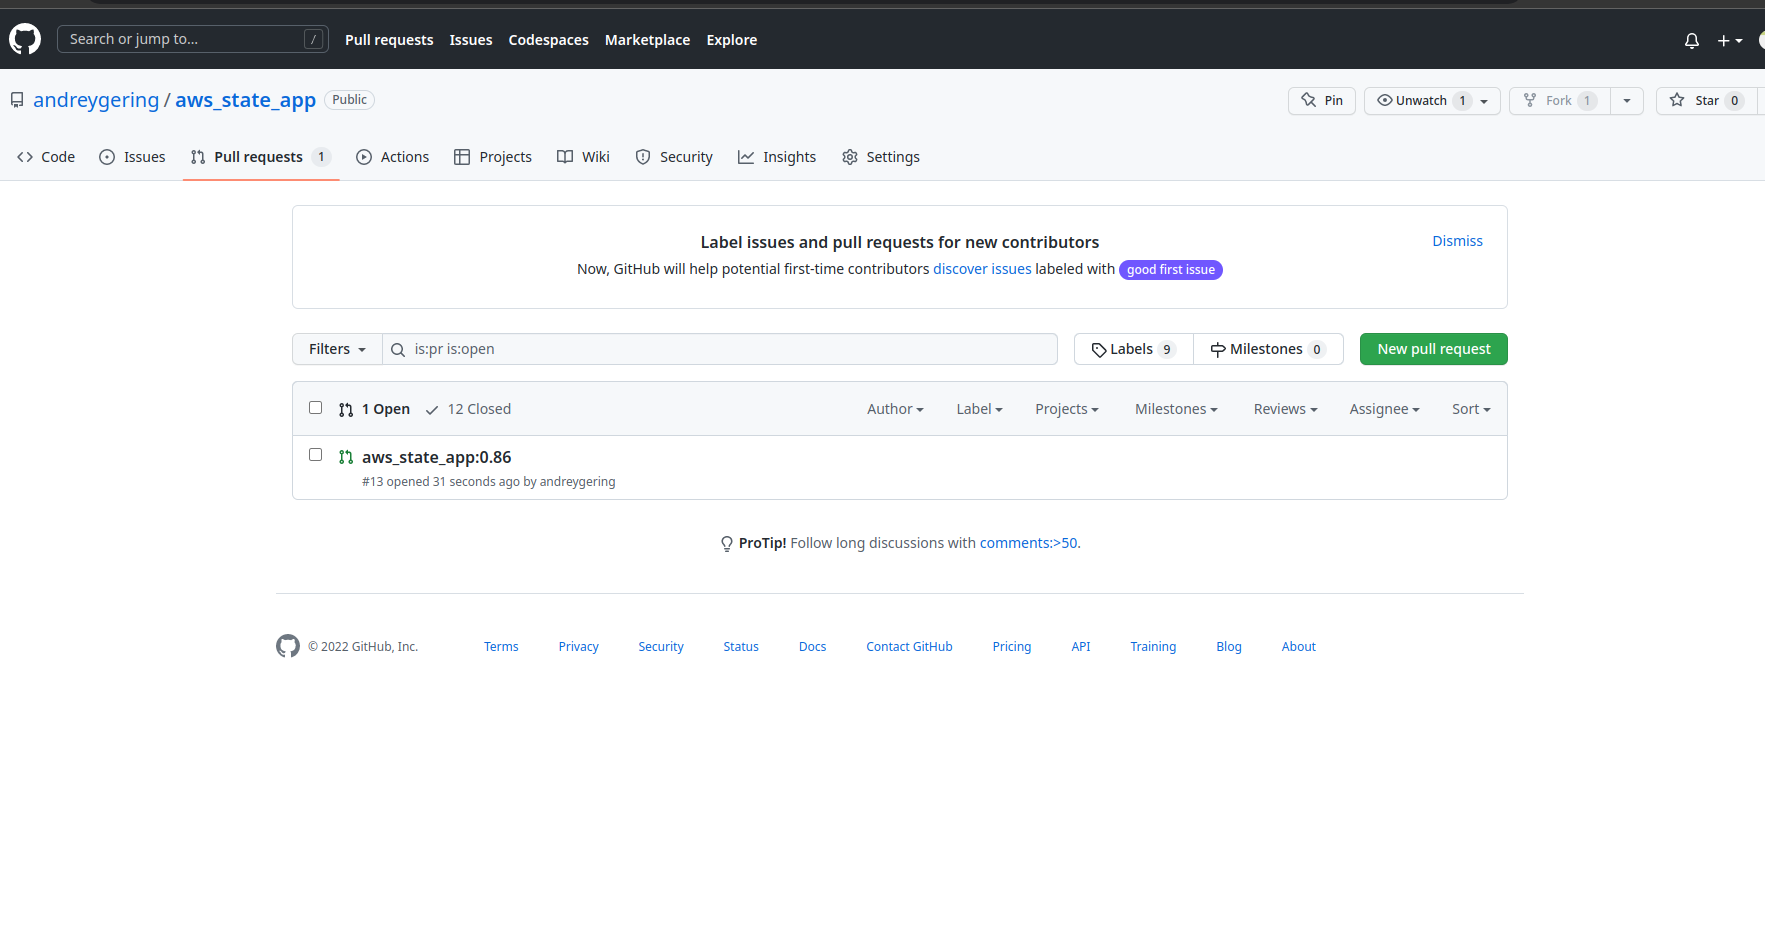 Search or jump to... /
Pull requests Issues Codespaces Marketplace Explore
andreygering / aws_state_app Public
Pin Unwatch 1 Fork 1 Star 0
Code Issues Pull requests 1 Actions Projects Wiki Security Insights Settings
Label issues and pull requests for new contributors
Dismiss
Now, GitHub will help potential first-time contributors discover issues labeled with good first issue
Filters is:pr is:open Labels 9 Milestones 0 New pull request
1 Open 12 Closed Author Label Projects Milestones Reviews Assignee Sort
aws_state_app:0.86
#13 opened 31 seconds ago by andreygering
ProTip! Follow long discussions with comments:>50.
© 2022 GitHub, Inc. Terms Privacy Security Status Docs Contact GitHub Pricing API Training Blog About